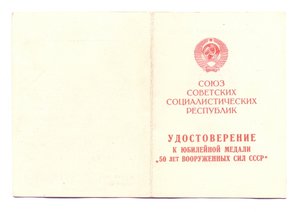 СОЮЗ
СОВЕТСКИХ
СОЦИАЛИСТИЧЕСКИХ
РЕСПУБЛИК
УДОСТОВЕРЕНИЕ
К ЮБИЛЕЙНОЙ МЕДАЛИ
„50 ЛЕТ ВООРУЖЕННЫХ СИЛ СССР“